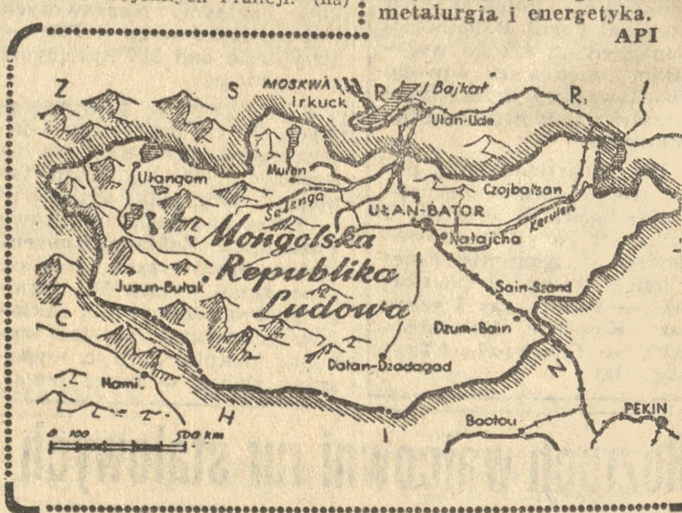 metalurgia i energetyka.
API
Z S R R
MOSKWA
Irkuck
J Bajkał
Ułan-Ude
Ułangom
Muren
Selenga
Czojbałsan
UŁAN-BATOR
Kerulen
Nałajcha
Mongolska
Republika
Ludowa
Jusun-Bułak
Sain-Szand
Dzum-Bain
Dałan-Dzadagad
C H I N
Hami
Baotou
PEKIN
0 100 500 km